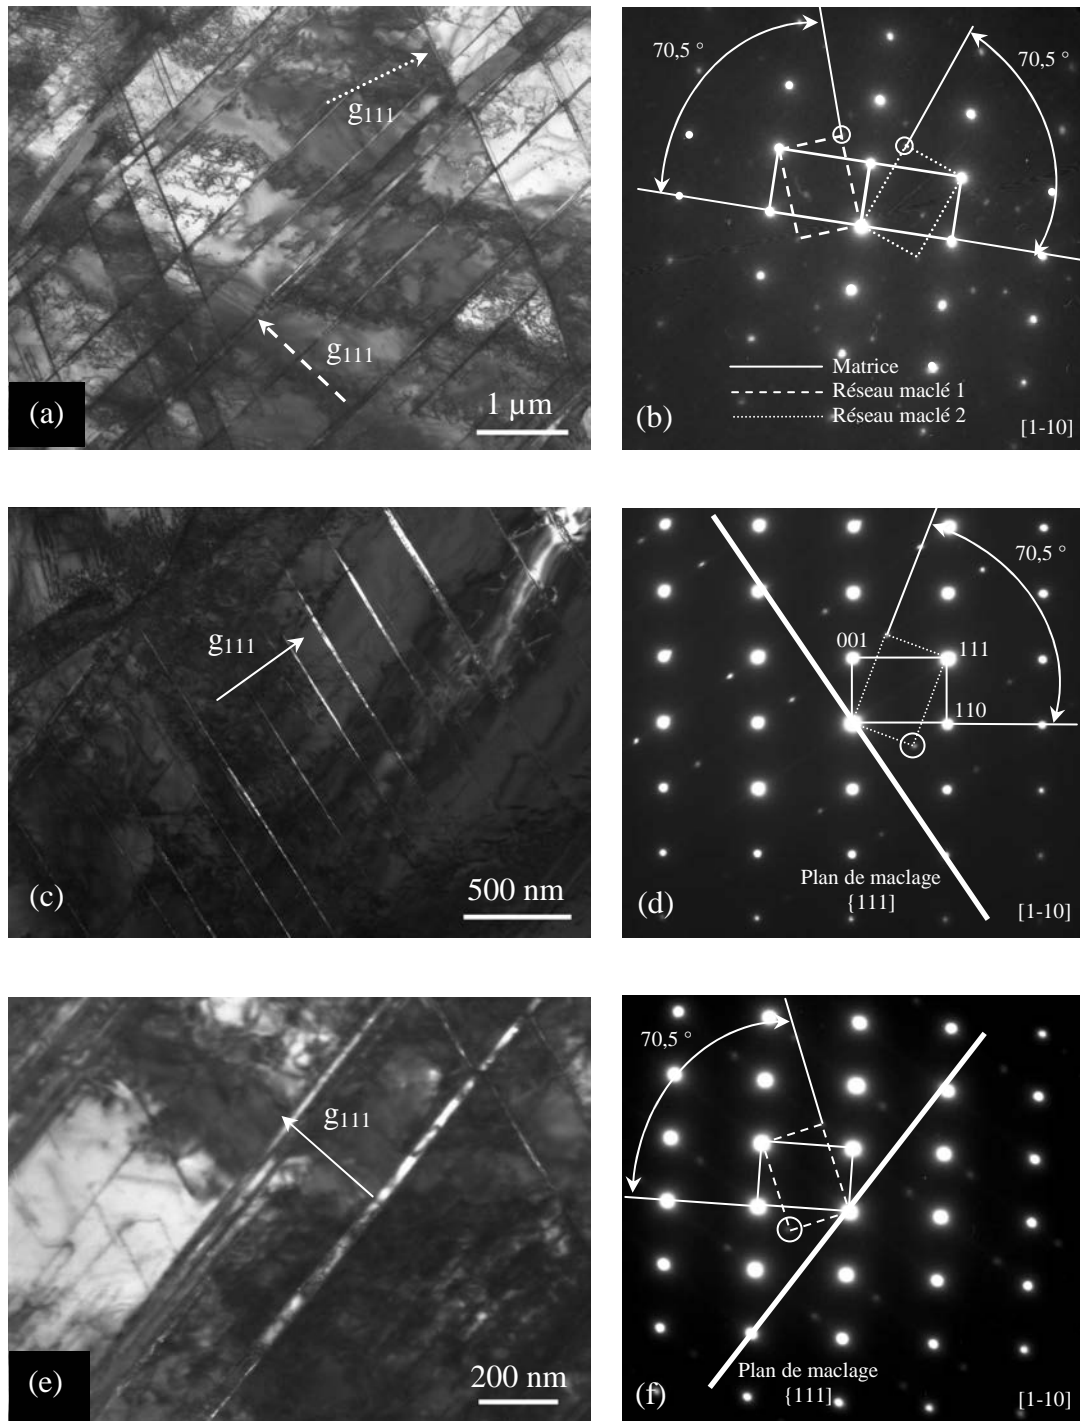 g111
g111
(a)
1 µm
70,5 °
70,5 °
Matrice
Réseau maclé 1
Réseau maclé 2
(b)
[1-10]
g111
(c)
500 nm
70,5 °
001
111
110
Plan de maclage
{111}
(d)
[1-10]
g111
(e)
200 nm
70,5 °
Plan de maclage
{111}
(f)
[1-10]